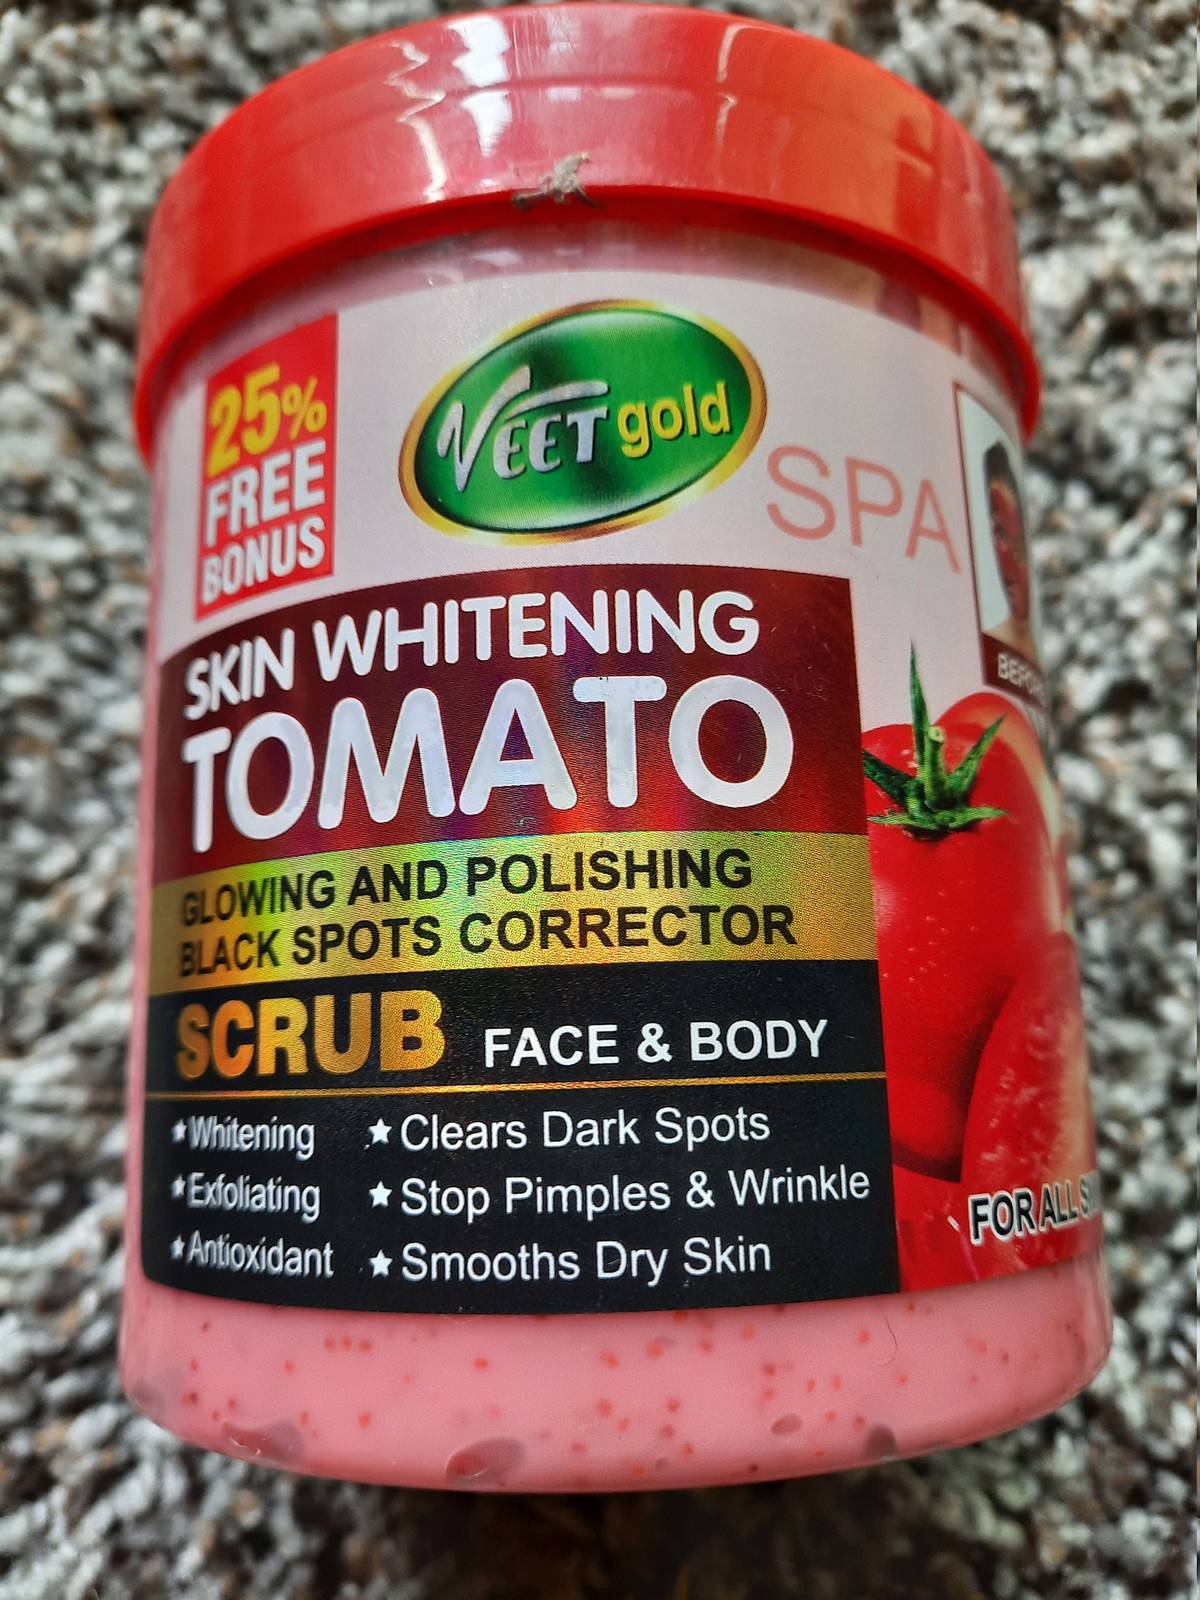 25%
FREE
BONUS
VEET gold
SPA
SKIN WHITENING
TOMATO
GLOWING AND POLISHING
BLACK SPOTS CORRECTOR
SCRUB FACE & BODY
★Whitening ★Clears Dark Spots
★Exfoliating ★Stop Pimples & Wrinkle
★Antioxidant ★Smooths Dry Skin
FOR ALL